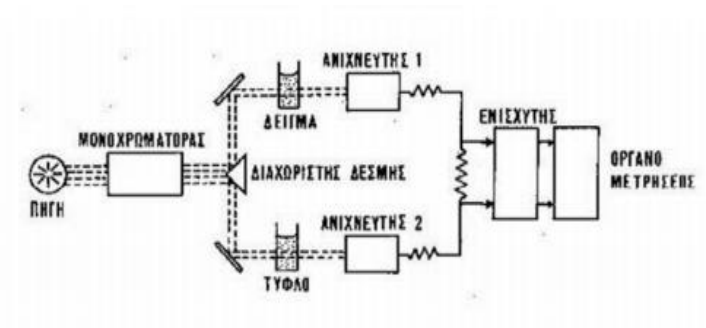 ΑΝΙΧΝΕΥΤΗΣ 1
ΔΕΙΓΜΑ
ΕΝΙΣΧΥΤΗΣ
ΜΟΝΟΧΡΩΜΑΤΟΡΑΣ
ΔΙΑΧΩΡΙΣΤΗΣ ΔΕΣΜΗΣ
ΟΡΓΑΝΟ
ΜΕΤΡΗΣΕΩΣ
ΠΗΓΗ
ΑΝΙΧΝΕΥΤΗΣ 2
ΤΥΦΛΟ